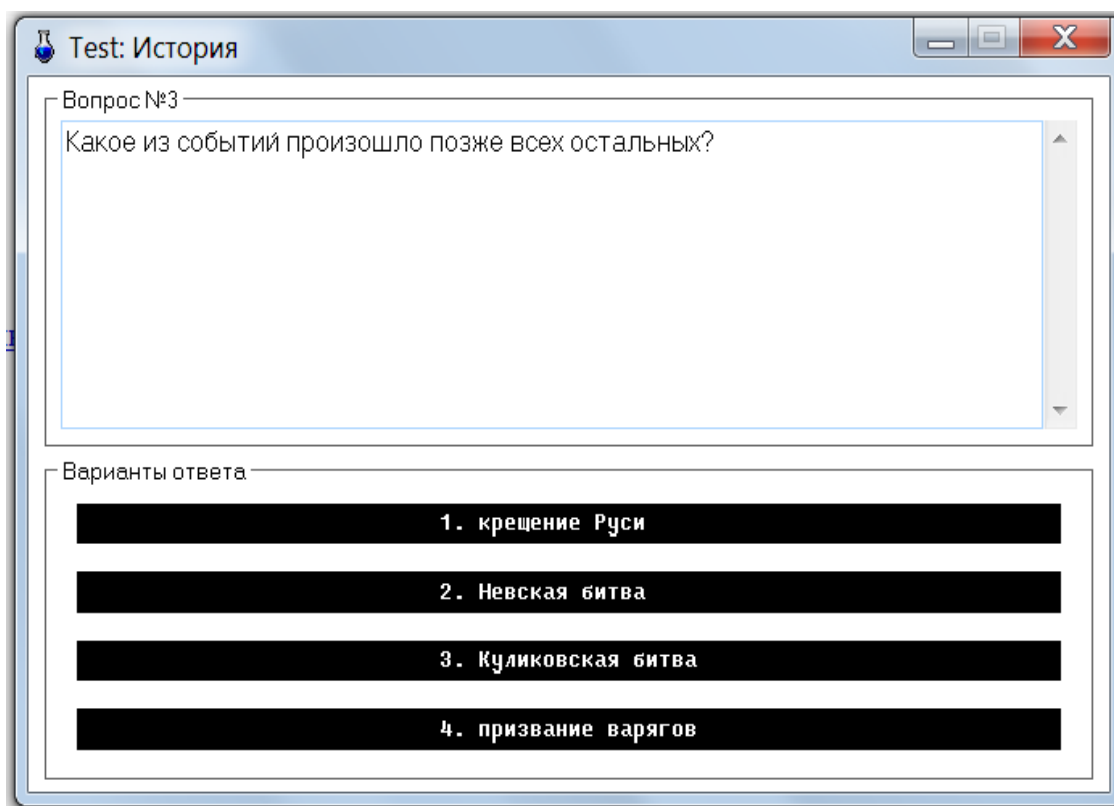 Test: История
Вопрос №3
Какое из событий произошло позже всех остальных?
Варианты ответа
1. крещение Руси
2. Невская битва
3. Куликовская битва
4. призвание варягов